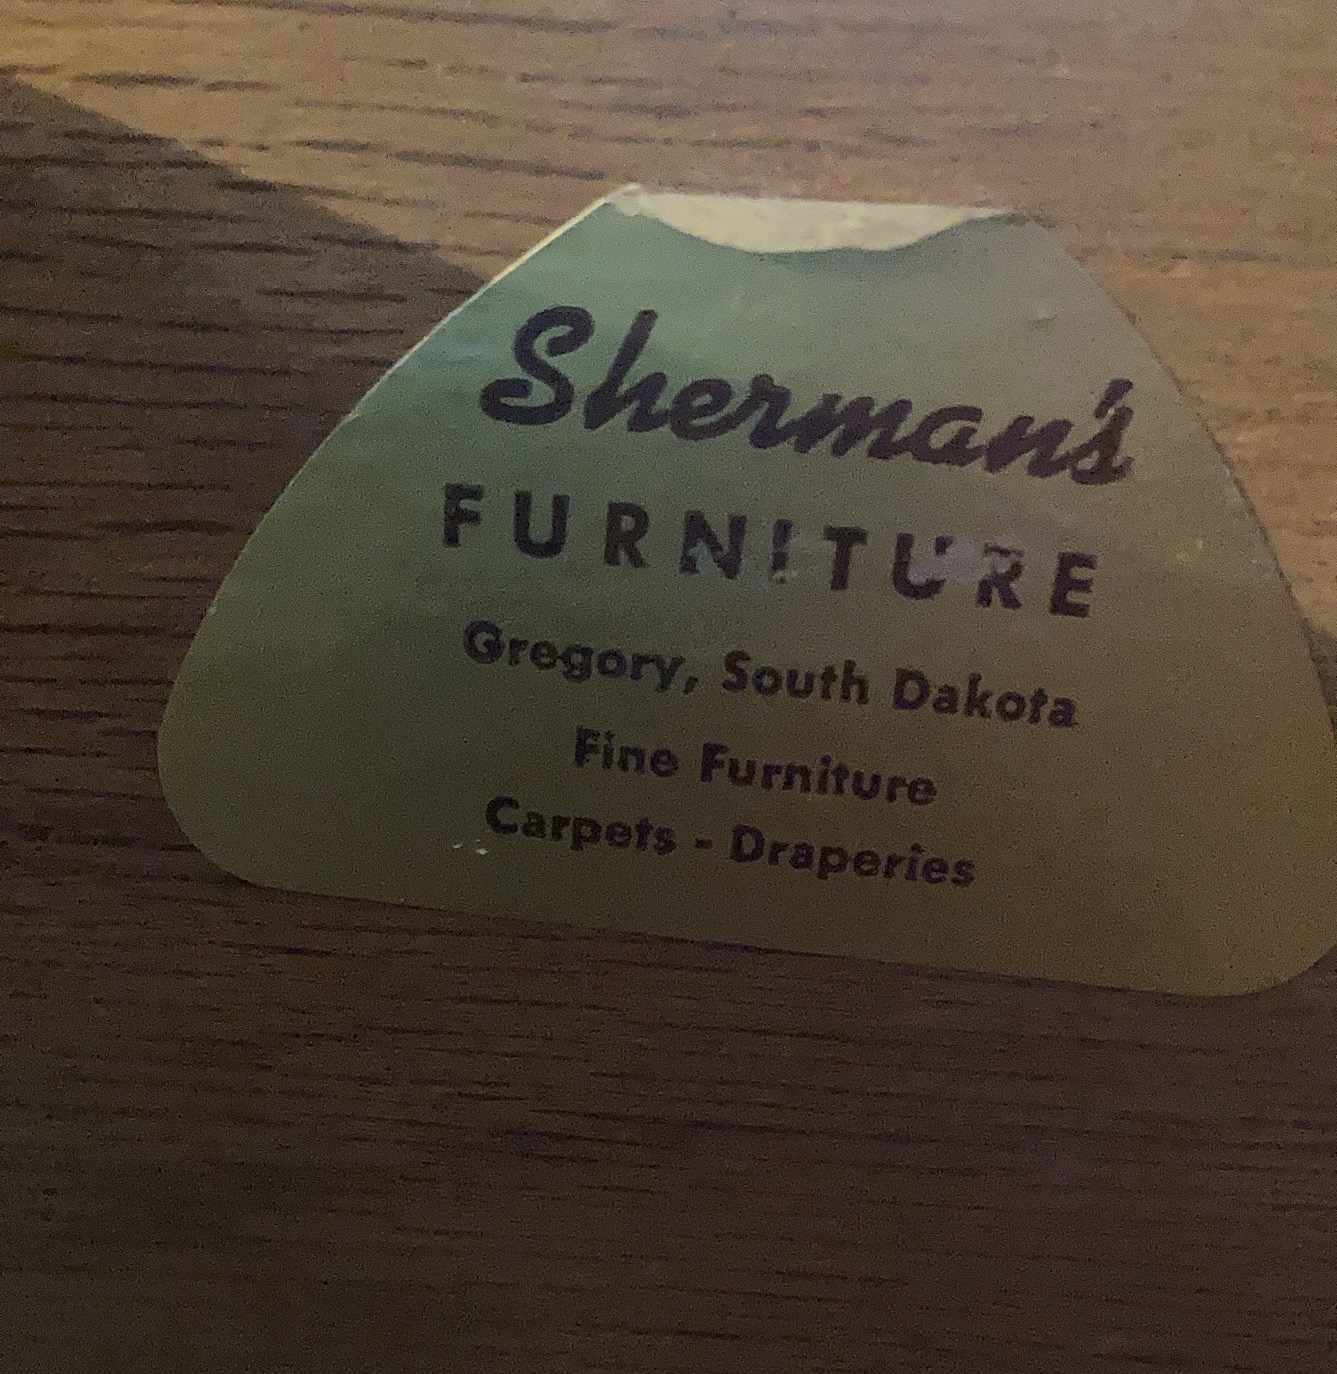 Sherman's
FURNITURE
Gregory, South Dakota
Fine Furniture
Carpets - Draperies